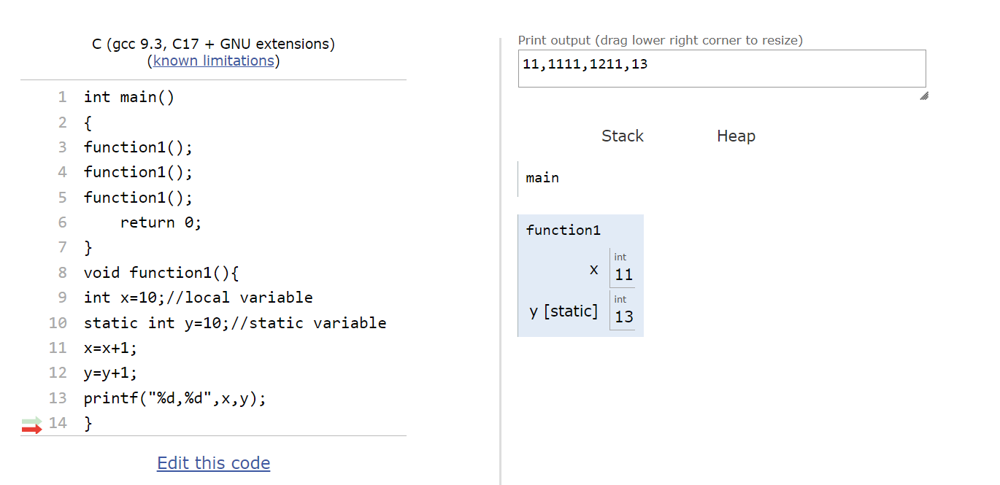 C (gcc 9.3, C17 + GNU extensions)
(known limitations)
1 int main()
2 {
3 function1();
4 function1();
5 function1();
6     return 0;
7 }
8 void function1(){
9 int x=10;//local variable
10 static int y=10;//static variable
11 x=x+1;
12 y=y+1;
13 printf("%d,%d",x,y);
14 }
Edit this code
Print output (drag lower right corner to resize)
11,1111,1211,13
Stack Heap
main
function1
int
x 11
int
y [static] 13